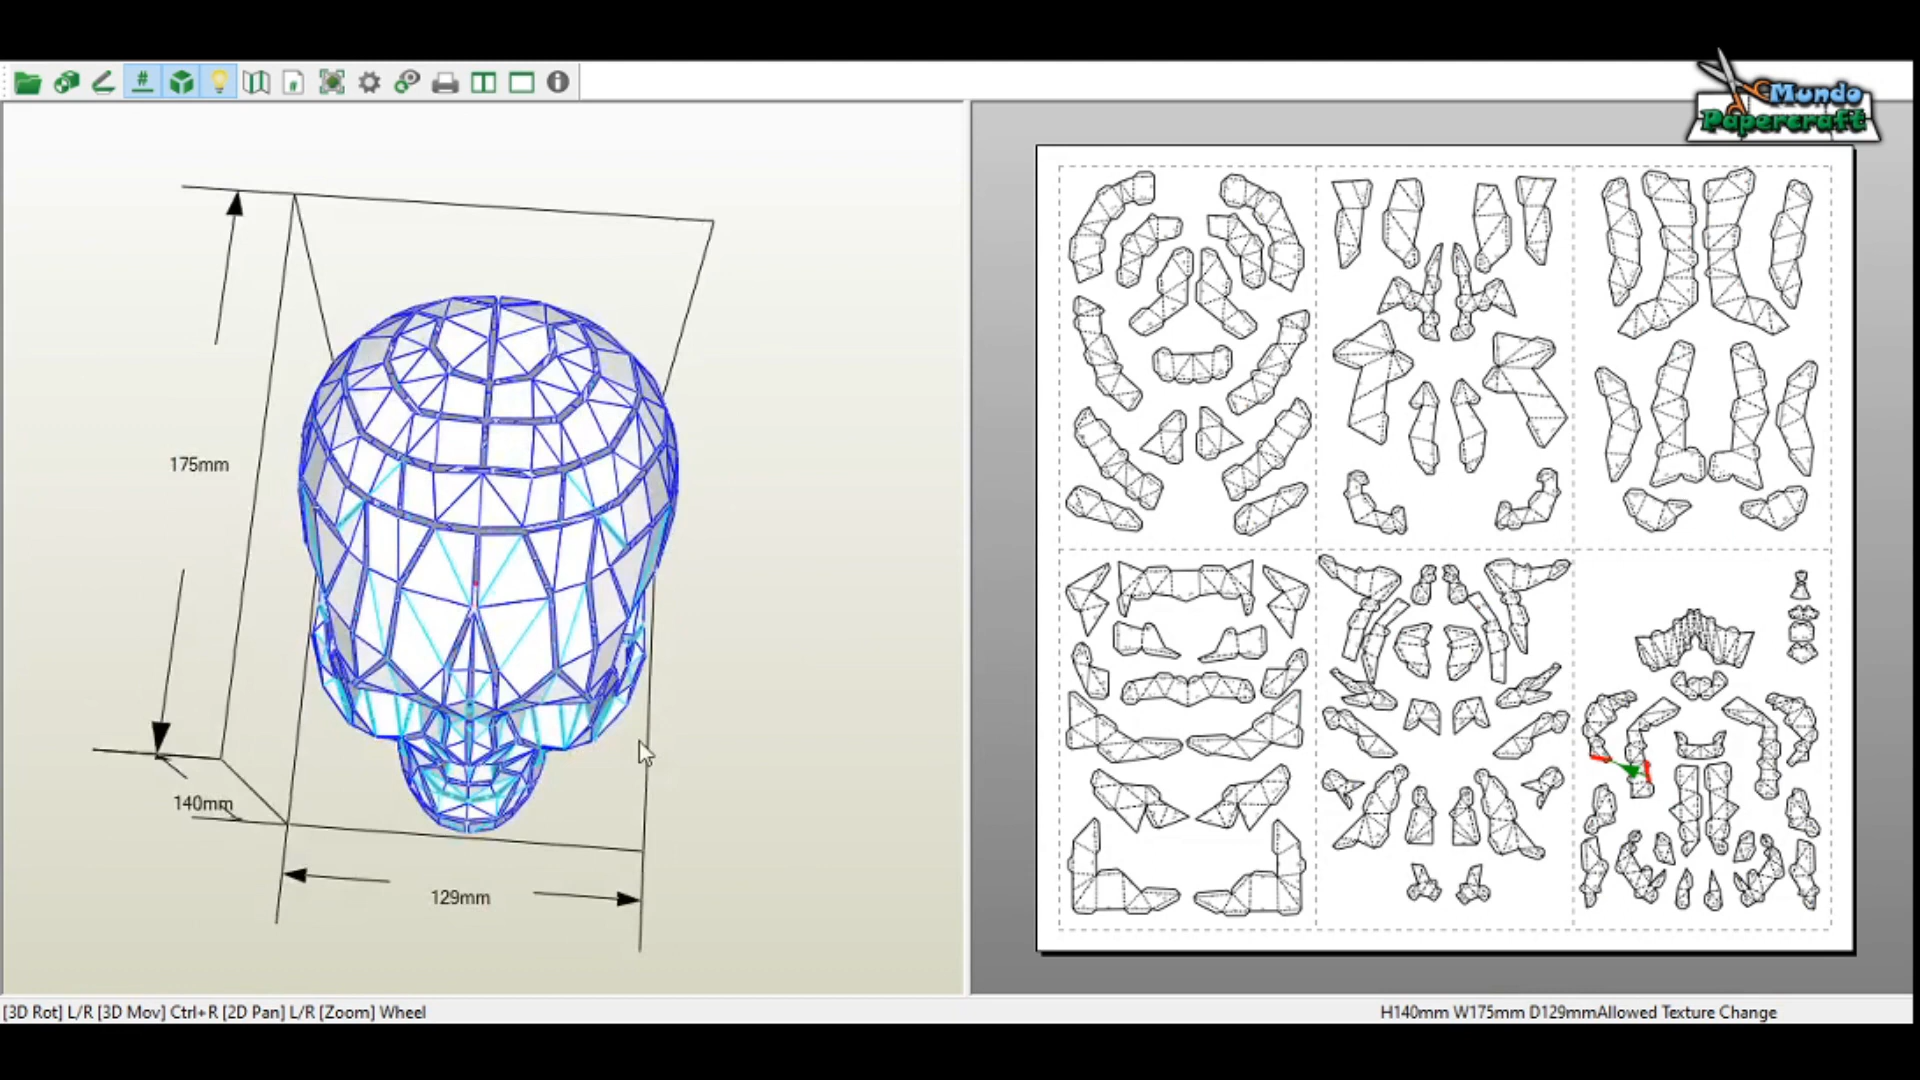 Mundo
Papercraft
175mm
140mm
129mm
[3D Rot] L/R [3D Mov] Ctrl+R [2D Pan] L/R [Zoom] Wheel
H140mm W175mm D129mmAllowed Texture Change